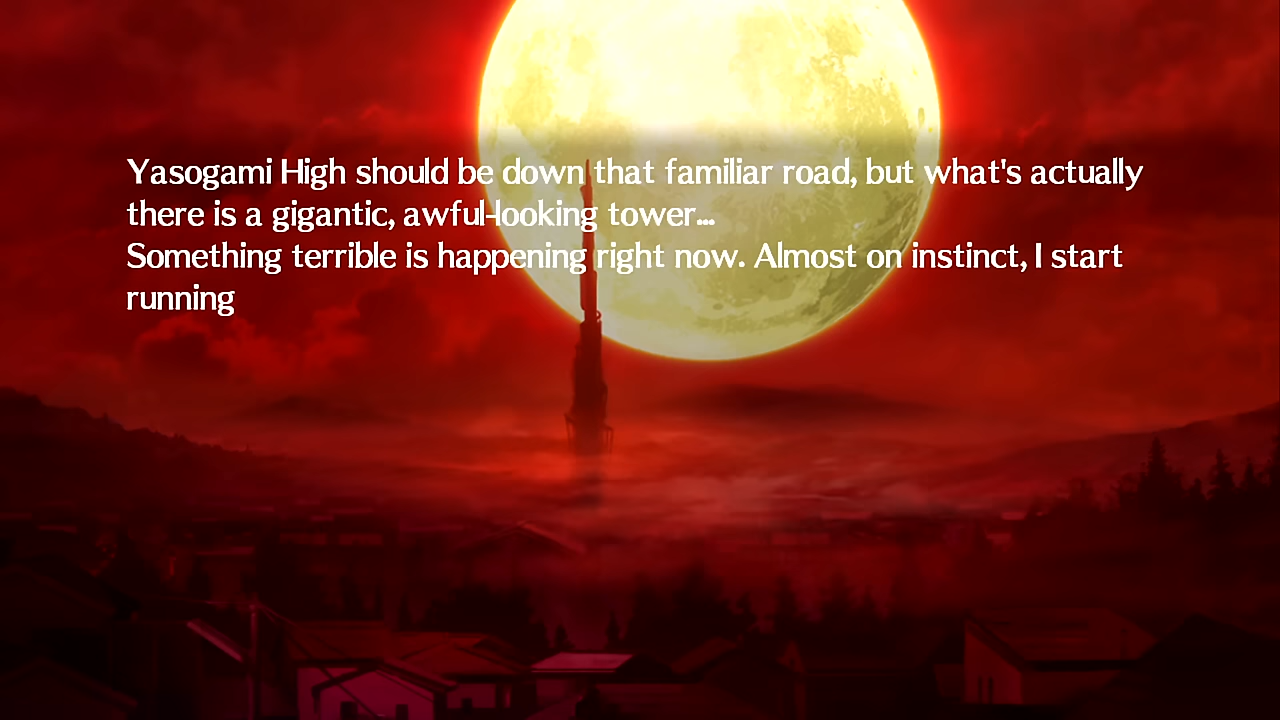 Yasogami High should be down that familiar road, but what's actually
there is a gigantic, awful-looking tower...
Something terrible is happening right now. Almost on instinct, I start
running